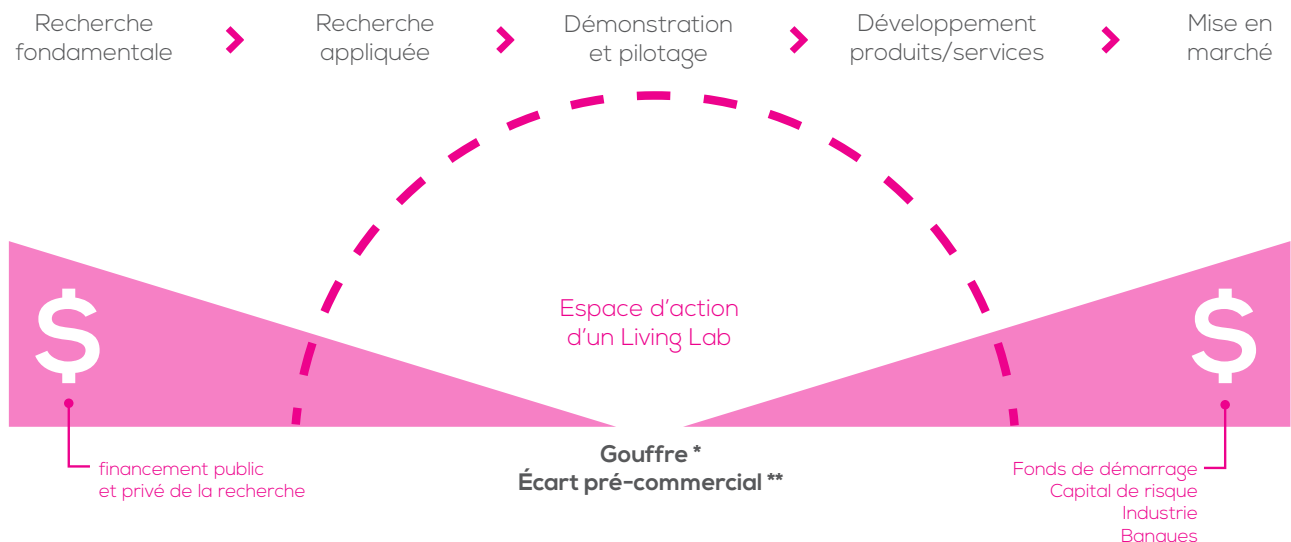 Recherche
fondamentale
Recherche
appliquée
Démonstration
et pilotage
Développement
produits/services
Mise en
marché
Espace d'action
d'un Living Lab
$
$
Gouffre *
Écart pré-commercial **
financement public
et privé de la recherche
Fonds de démarrage
Capital de risque
Industrie
Banques